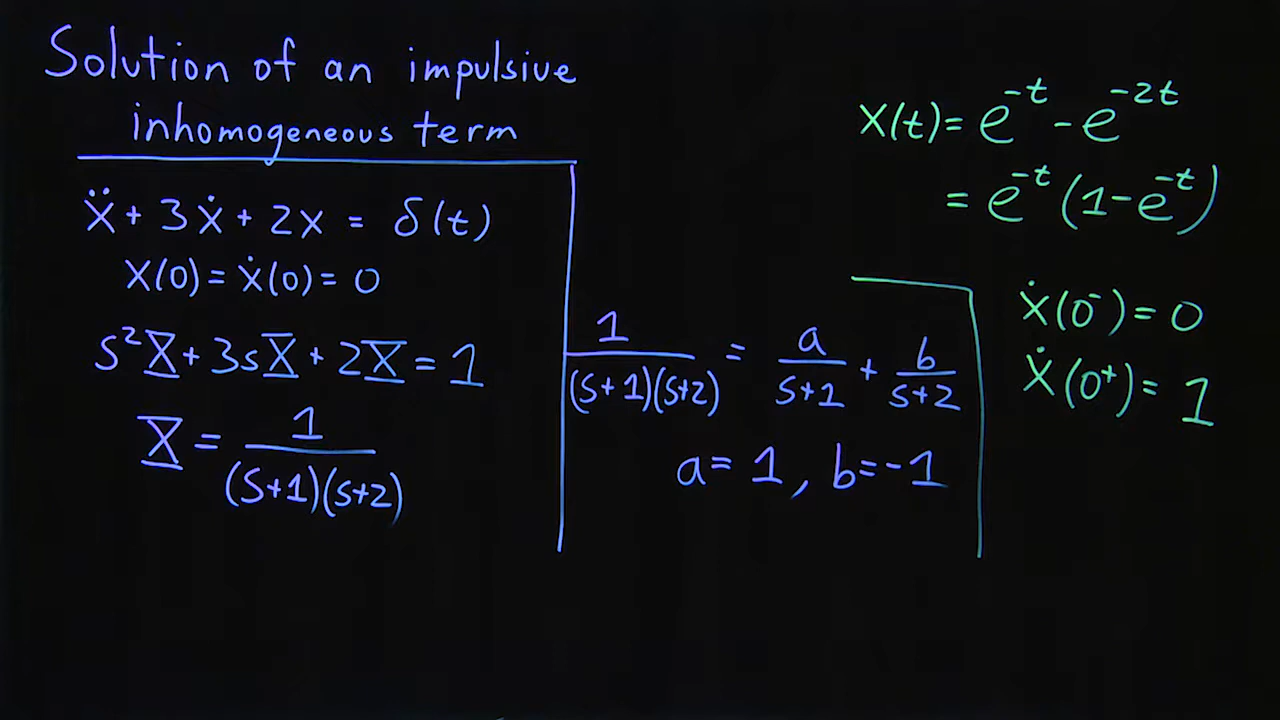 Solution of an impulsive
inhomogeneous term
ẍ + 3ẋ + 2x = δ(t)
x(0) = ẋ(0) = 0
s²X + 3sX + 2X = 1
X = 1/((s+1)(s+2))
1/((s+1)(s+2)) = a/(s+1) + b/(s+2)
a = 1, b = -1
x(t) = e^{-t} - e^{-2t}
= e^{-t}(1 - e^{-t})
ẋ(0⁻) = 0
ẋ(0⁺) = 1